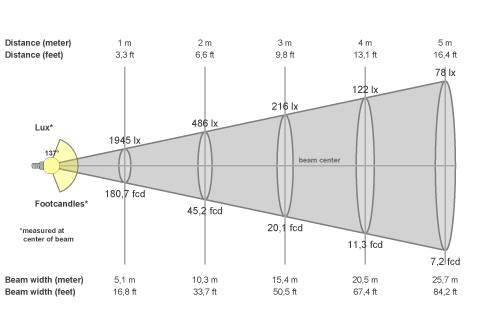 Distance (meter) 1 m 2 m 3 m 4 m 5 m
Distance (feet) 3,3 ft 6,6 ft 9,8 ft 13,1 ft 16,4 ft
78 lx
122 lx
216 lx
486 lx
Lux*
1945 lx
137°
beam center
180,7 fcd
Footcandles*
45,2 fcd
20,1 fcd
*measured at
center of beam
11,3 fcd
7,2 fcd
Beam width (meter) 5,1 m 10,3 m 15,4 m 20,5 m 25,7 m
Beam width (feet) 16,8 ft 33,7 ft 50,5 ft 67,4 ft 84,2 ft